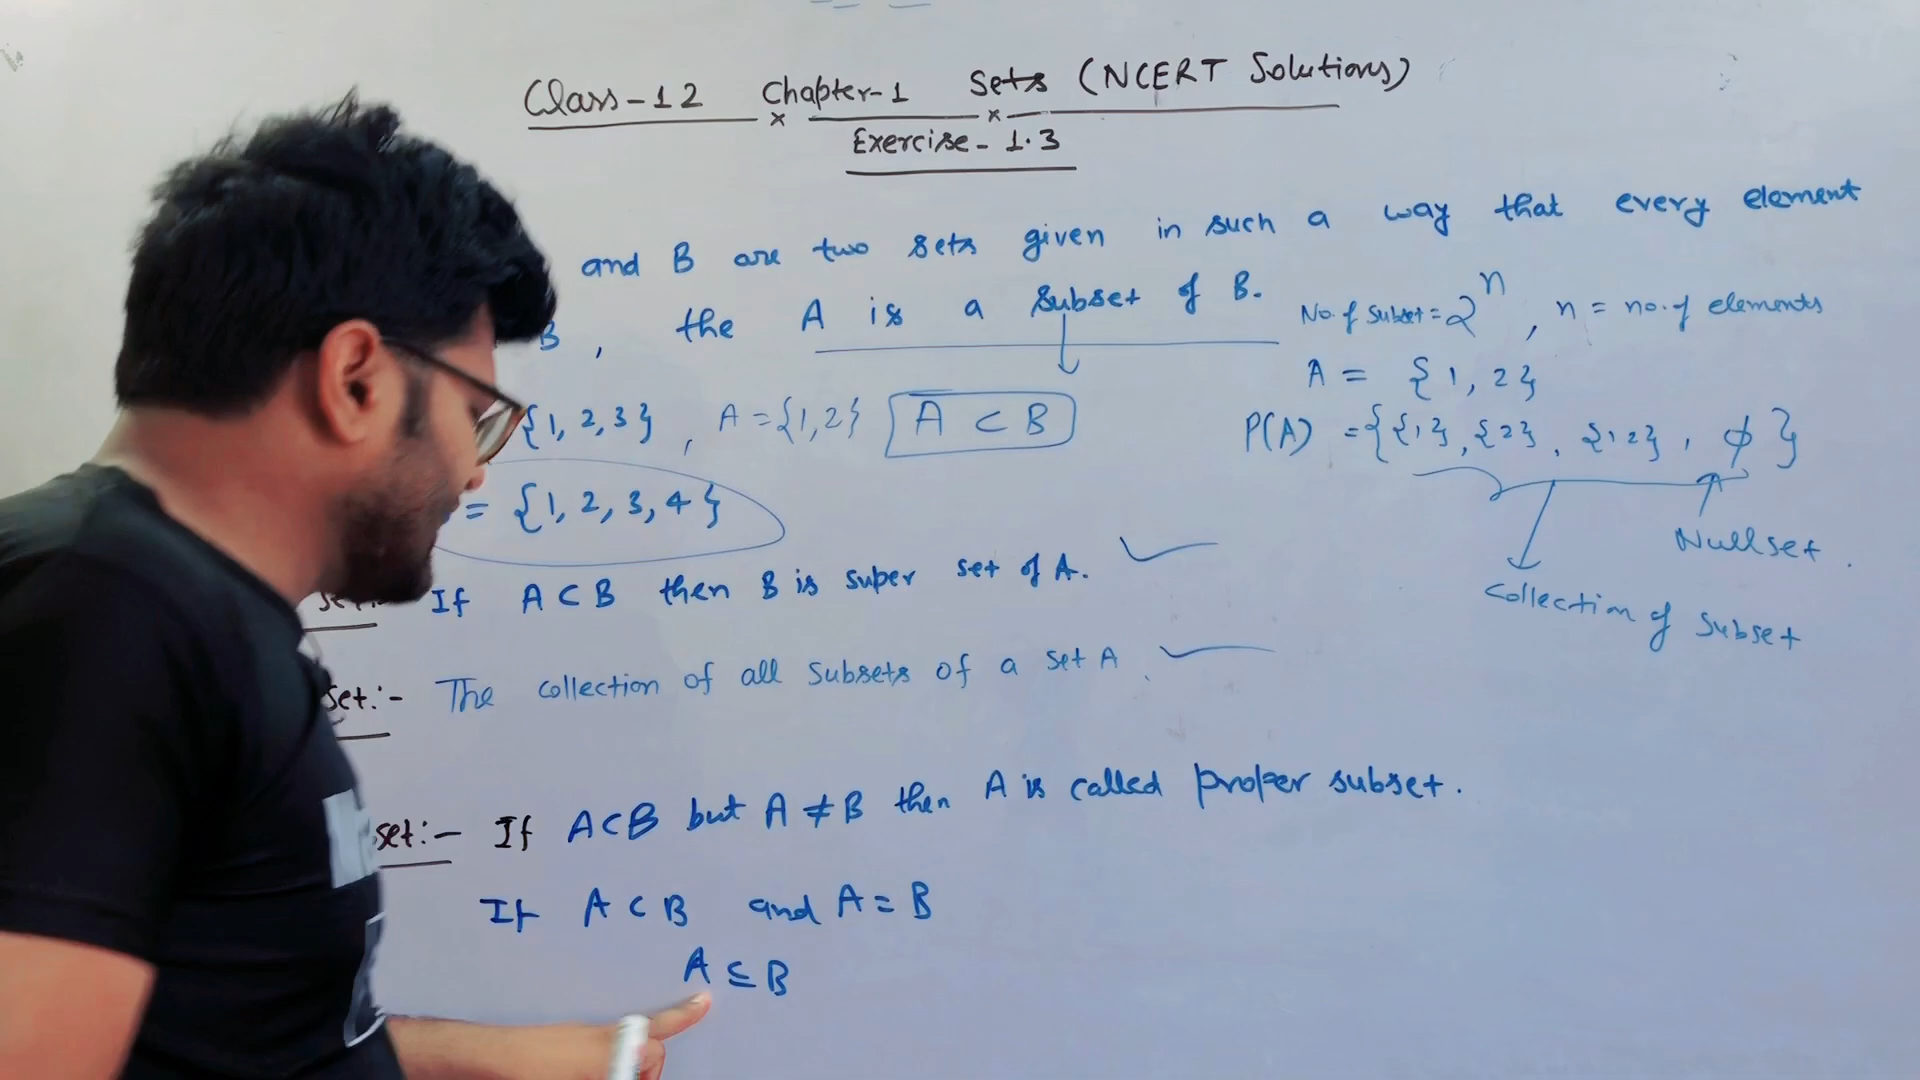 Class-12 Chapter-1 Sets (NCERT Solutions)
Exercise - 1.3
and B are two sets given in such a way that every element
B, the A is a subset of B.
No. of Subset = 2^n, n = no. of elements
A = {1, 2}
{1, 2, 3}, A = {1, 2} A ⊂ B
P(A) = {{1}, {2}, {1 2}, ϕ}
= {1, 2, 3, 4}
Null set
If A ⊂ B then B is super set of A.
Collection of Subset
set:- The collection of all Subsets of a set A
set:- If A ⊂ B but A ≠ B then A is called proper subset.
If A ⊂ B and A = B
A ⊆ B